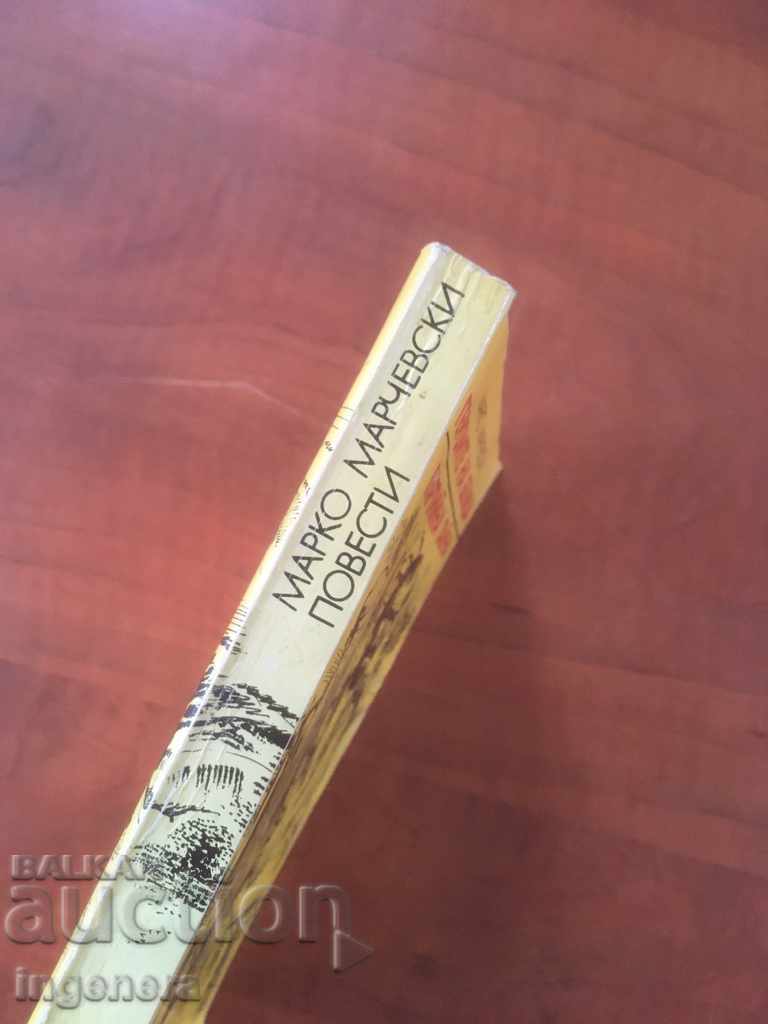 МАРКО МАРЧЕВСКИ
ПОВЕСТИ
BALKAN
auction
ingenera